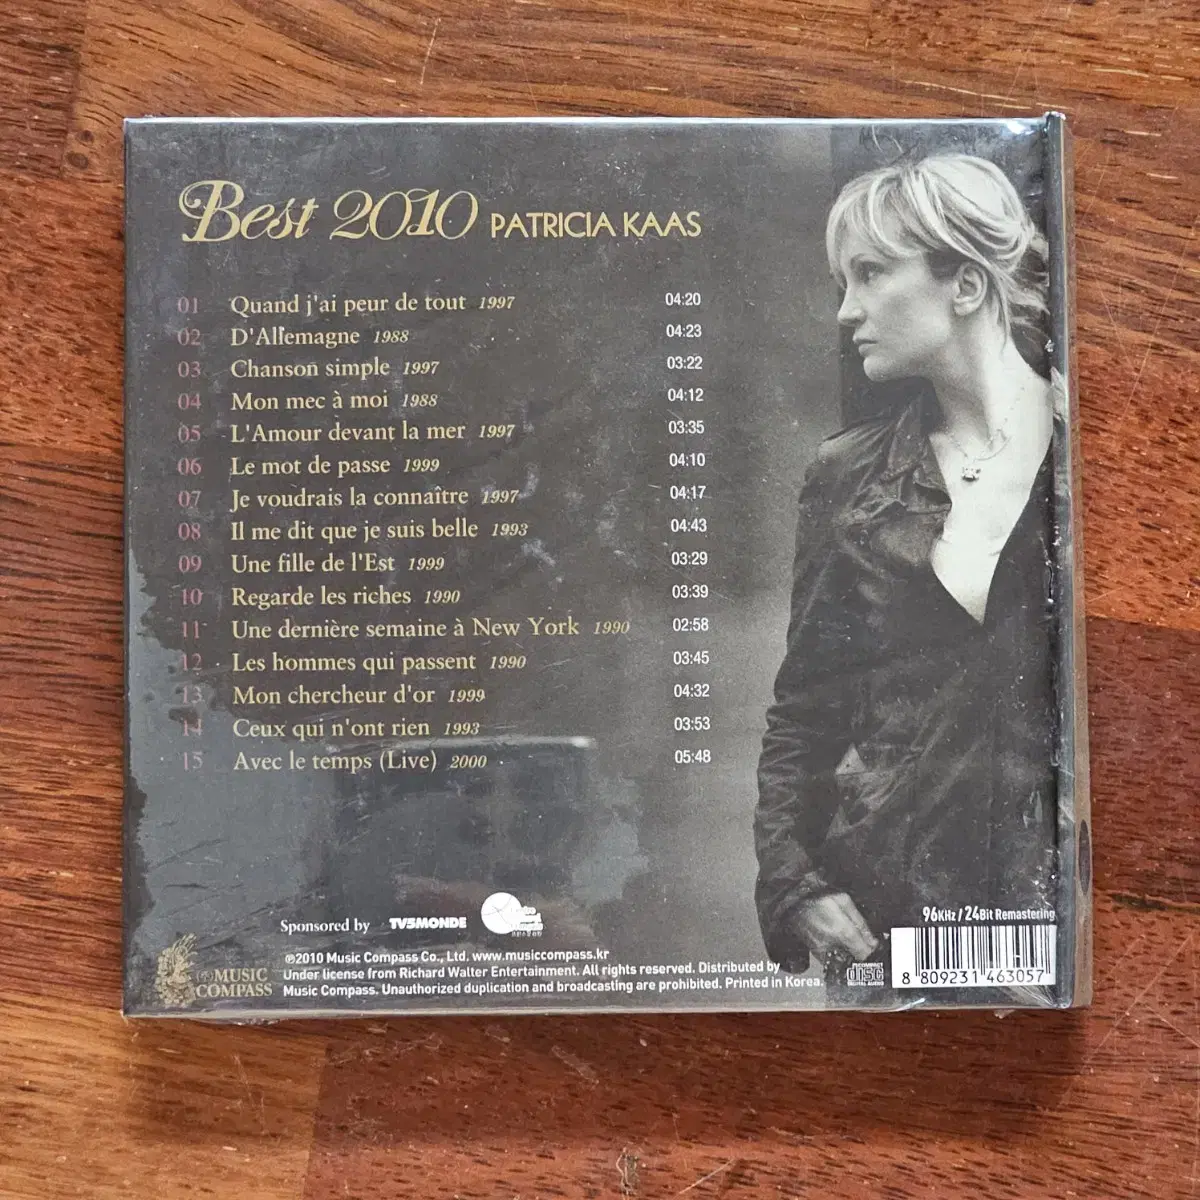 Best 2010 PATRICIA KAAS
01 Quand j'ai peur de tout 1997 04:20
02 D'Allemagne 1988 04:23
03 Chanson simple 1997 03:22
04 Mon mec à moi 1988 04:12
05 L'Amour devant la mer 1997 03:35
06 Le mot de passe 1999 04:10
07 Je voudrais la connaître 1997 04:17
08 Il me dit que je suis belle 1993 04:43
09 Une fille de l'Est 1999 03:29
10 Regarde les riches 1990 03:39
11 Une dernière semaine à New York 1990 02:58
12 Les hommes qui passent 1990 03:45
13 Mon chercheur d'or 1999 04:32
14 Ceux qui n'ont rien 1993 03:53
15 Avec le temps (Live) 2000 05:48
96KHz / 24Bit Remastering
Sponsored by TV5MONDE
MUSIC
COMPASS
℗2010 Music Compass Co., Ltd. www.musiccompass.kr
Under license from Richard Walter Entertainment. All rights reserved. Distributed by
Music Compass. Unauthorized duplication and broadcasting are prohibited. Printed in Korea.
COMPACT
disc
DIGITAL AUDIO
8 809231 463057